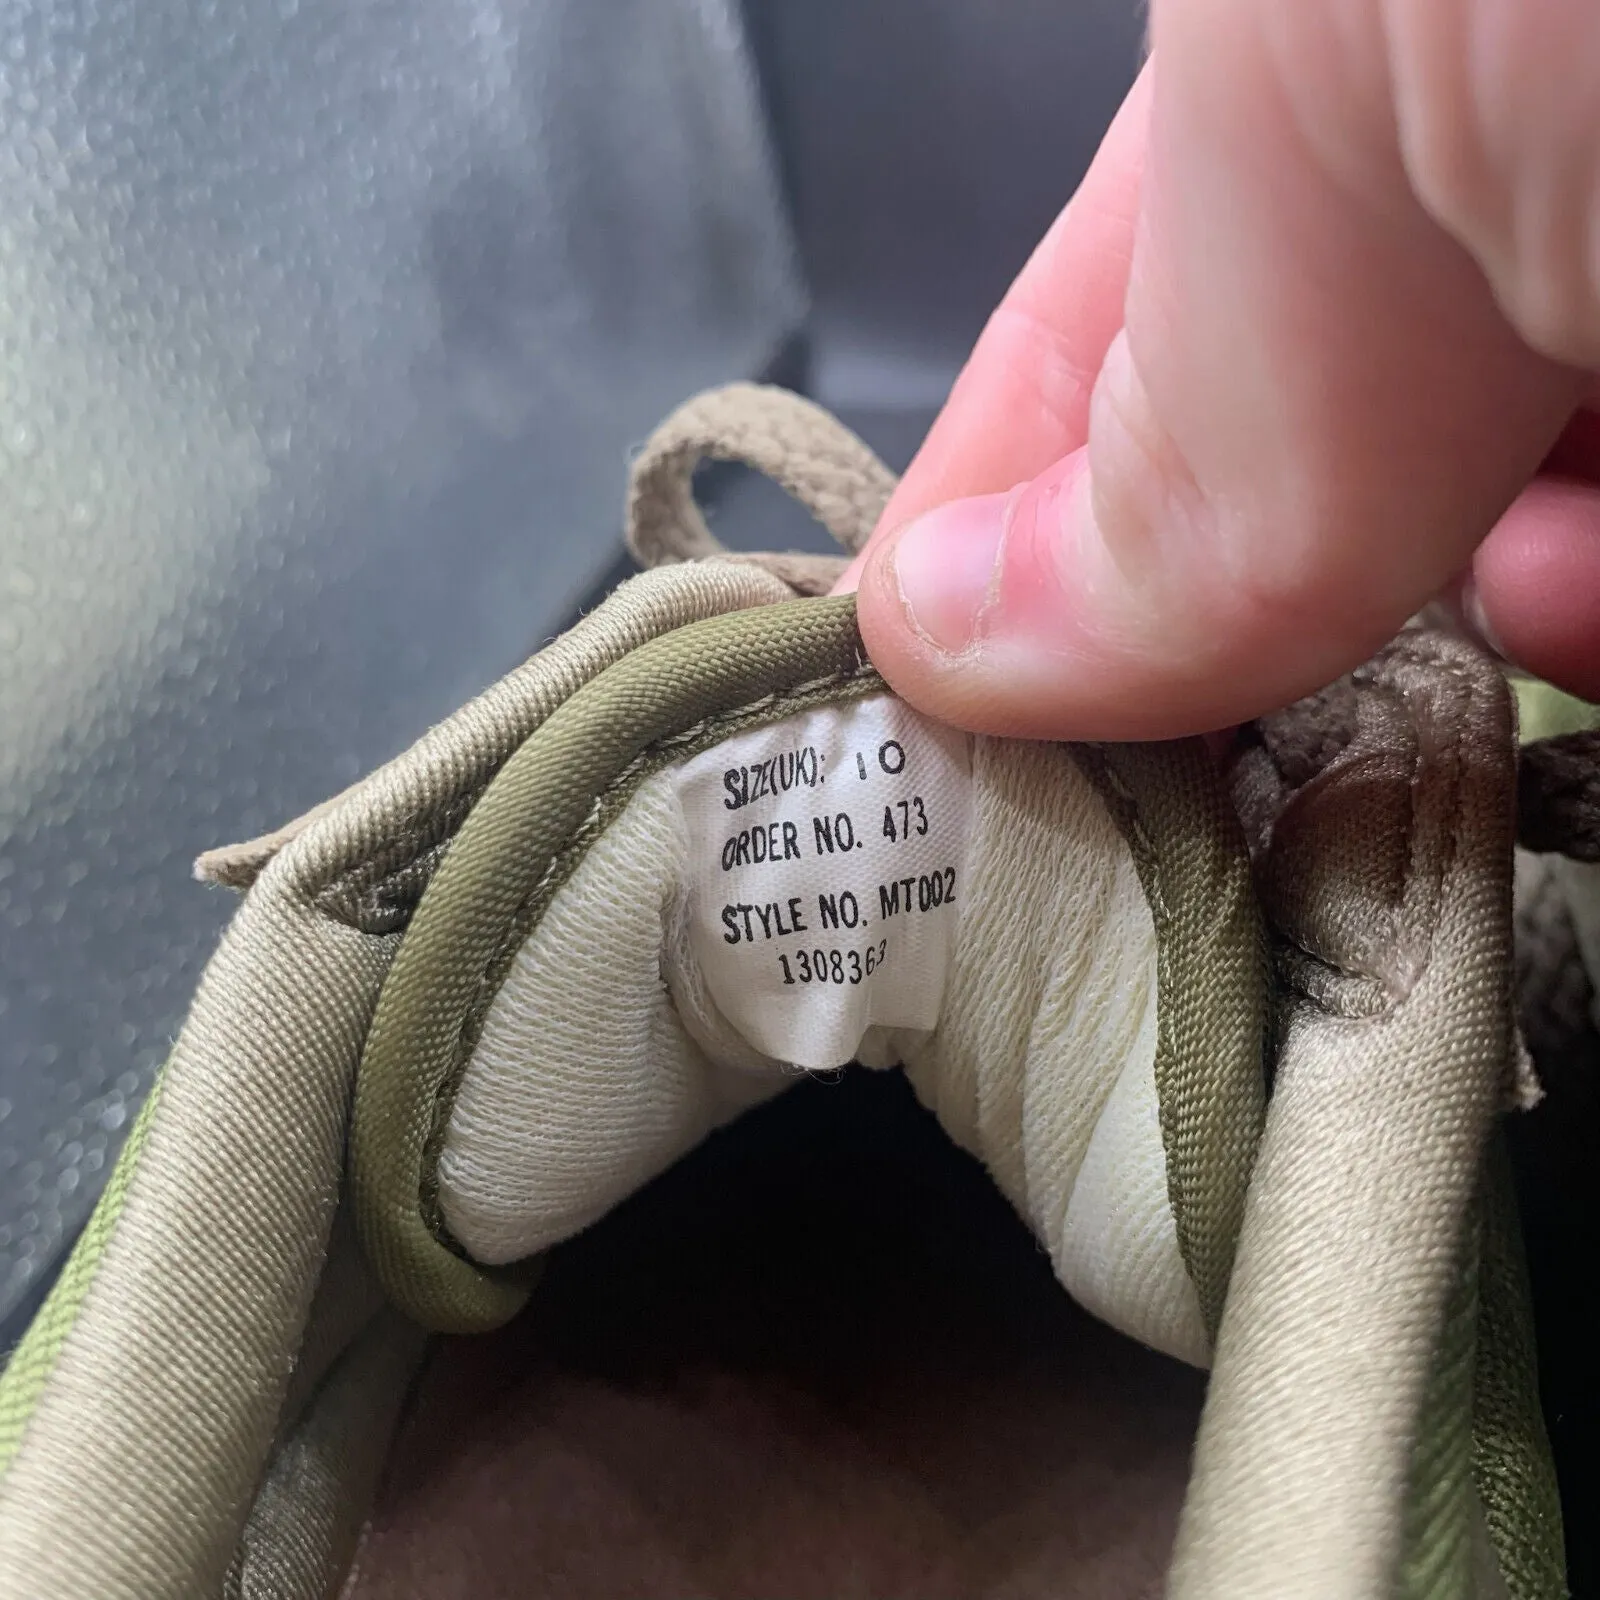 SIZE(UK): 10
ORDER NO. 473
STYLE NO. MT002
1308363